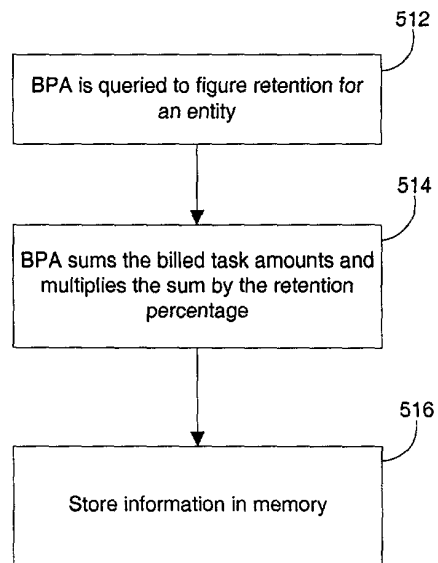 512
BPA is queried to figure retention for
an entity
514
BPA sums the billed task amounts and
multiplies the sum by the retention
percentage
516
Store information in memory